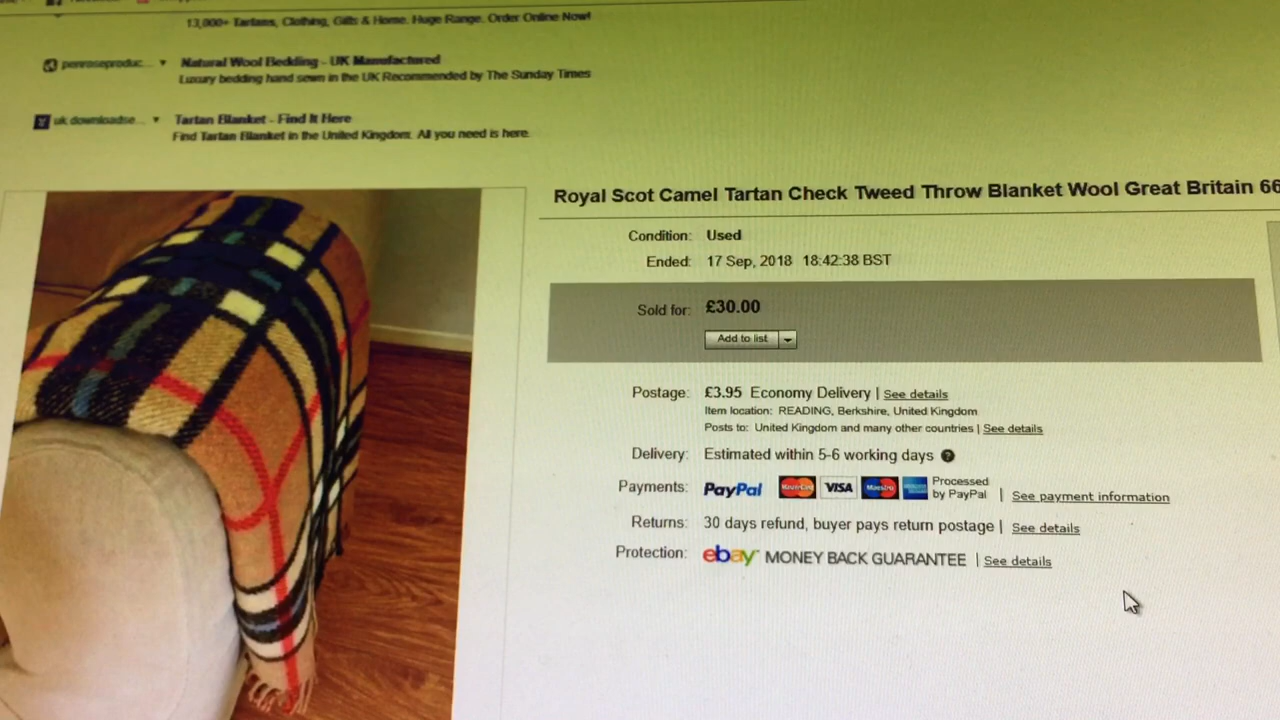 13,000+ Tartans, Clothing, Gifts & Home. Huge Range. Order Online Now!
penroseproduc... Natural Wool Bedding - UK Manufactured
Luxury bedding hand sewn in the UK Recommended by The Sunday Times
uk.downloadse... Tartan Blanket - Find It Here
Find Tartan Blanket in the United Kingdom. All you need is here.
Royal Scot Camel Tartan Check Tweed Throw Blanket Wool Great Britain 66
Condition: Used
Ended: 17 Sep, 2018 18:42:38 BST
Sold for: £30.00
Add to list
Postage: £3.95 Economy Delivery | See details
Item location: READING, Berkshire, United Kingdom
Posts to: United Kingdom and many other countries | See details
Delivery: Estimated within 5-6 working days ?
Payments: PayPal MasterCard VISA Maestro Processed
by PayPal | See payment information
Returns: 30 days refund, buyer pays return postage | See details
Protection: ebay MONEY BACK GUARANTEE | See details